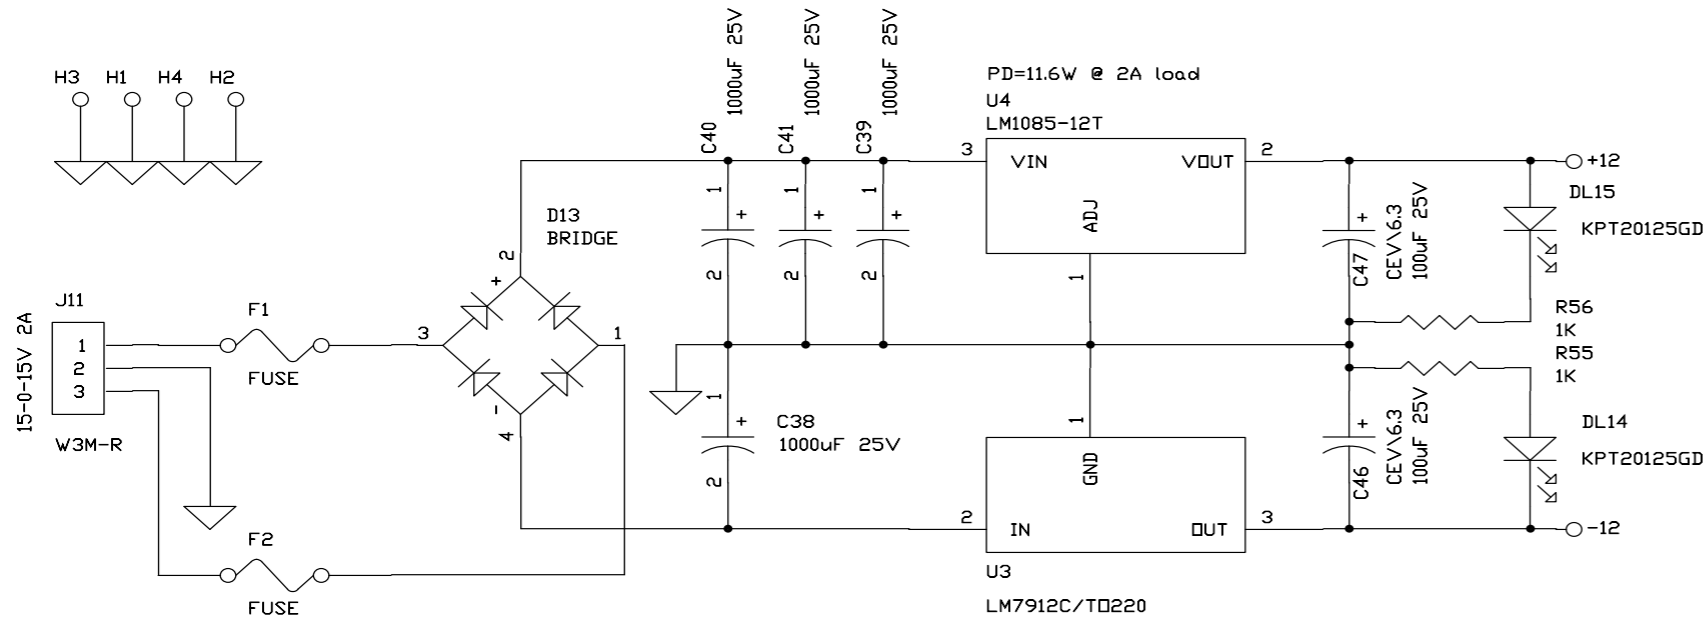 H3 H1 H4 H2
C40
1000uF 25V
C41
1000uF 25V
C39
1000uF 25V
PD=11.6W @ 2A load
U4
LM1085-12T
3
VIN
VOUT
2
ADJ
1
+12
DL15
KPT20125GD
D13
BRIDGE
2
+
3
1
-
4
1
+
2
1
+
2
1
+
2
+
C47
CEV\6.3
100uF 25V
J11
15-0-15V 2A
1
2
3
W3M-R
F1
FUSE
R56
1K
R55
1K
1
+
2
C38
1000uF 25V
1
GND
2
IN
OUT
3
U3
LM7912C/TO220
+
C46
CEV\6.3
100uF 25V
DL14
KPT20125GD
-12
F2
FUSE